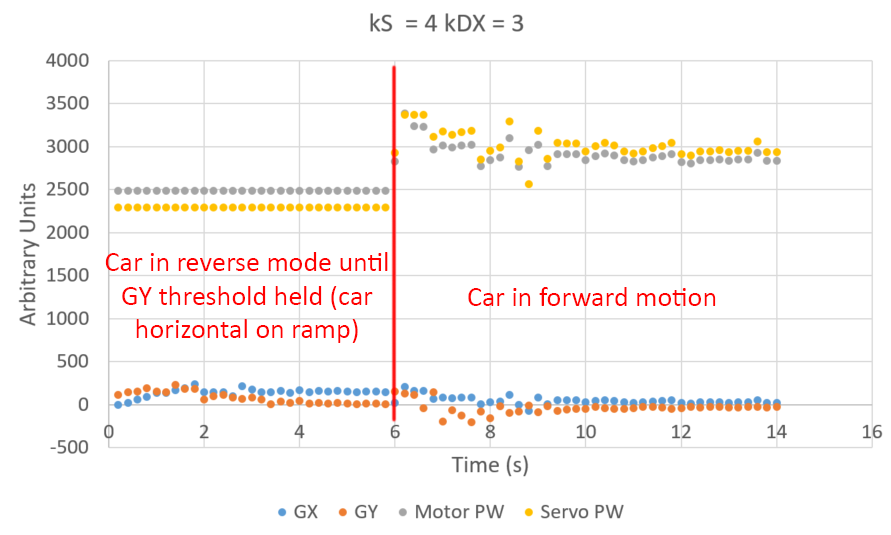 kS = 4 kDX = 3
4000
3500
3000
2500
2000
1500
1000
500
0
-500
Arbitrary Units
Car in reverse mode until
GY threshold held (car
horizontal on ramp)
Car in forward motion
0 2 4 6 8 10 12 14 16
Time (s)
GX GY Motor PW Servo PW